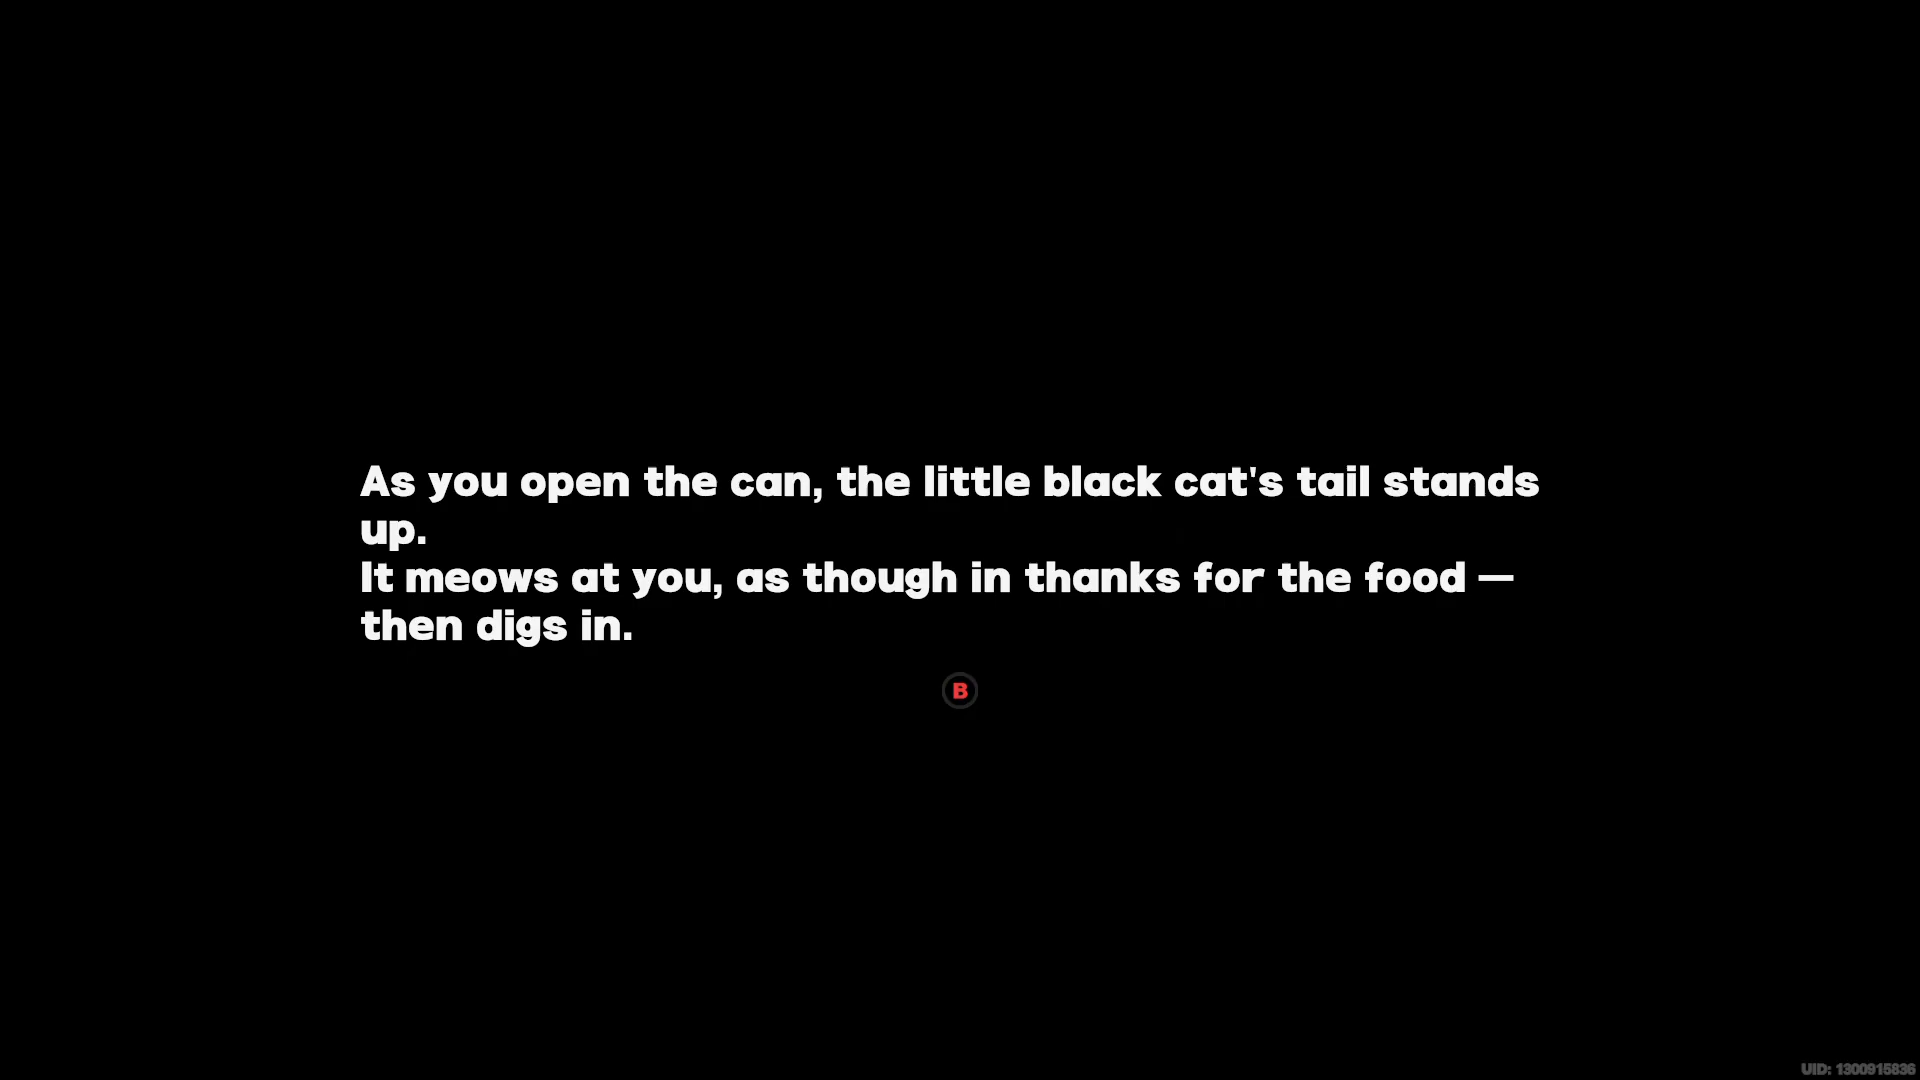 As you open the can, the little black cat's tail stands
up.
It meows at you, as though in thanks for the food —
then digs in.
B
UID: 1300915836